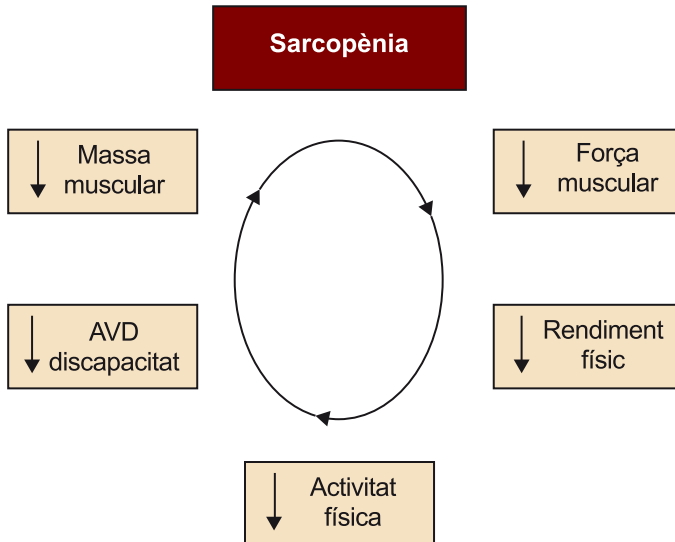 Sarcopènia
Massa
muscular
Força
muscular
AVD
discapacitat
Rendiment
físic
Activitat
física